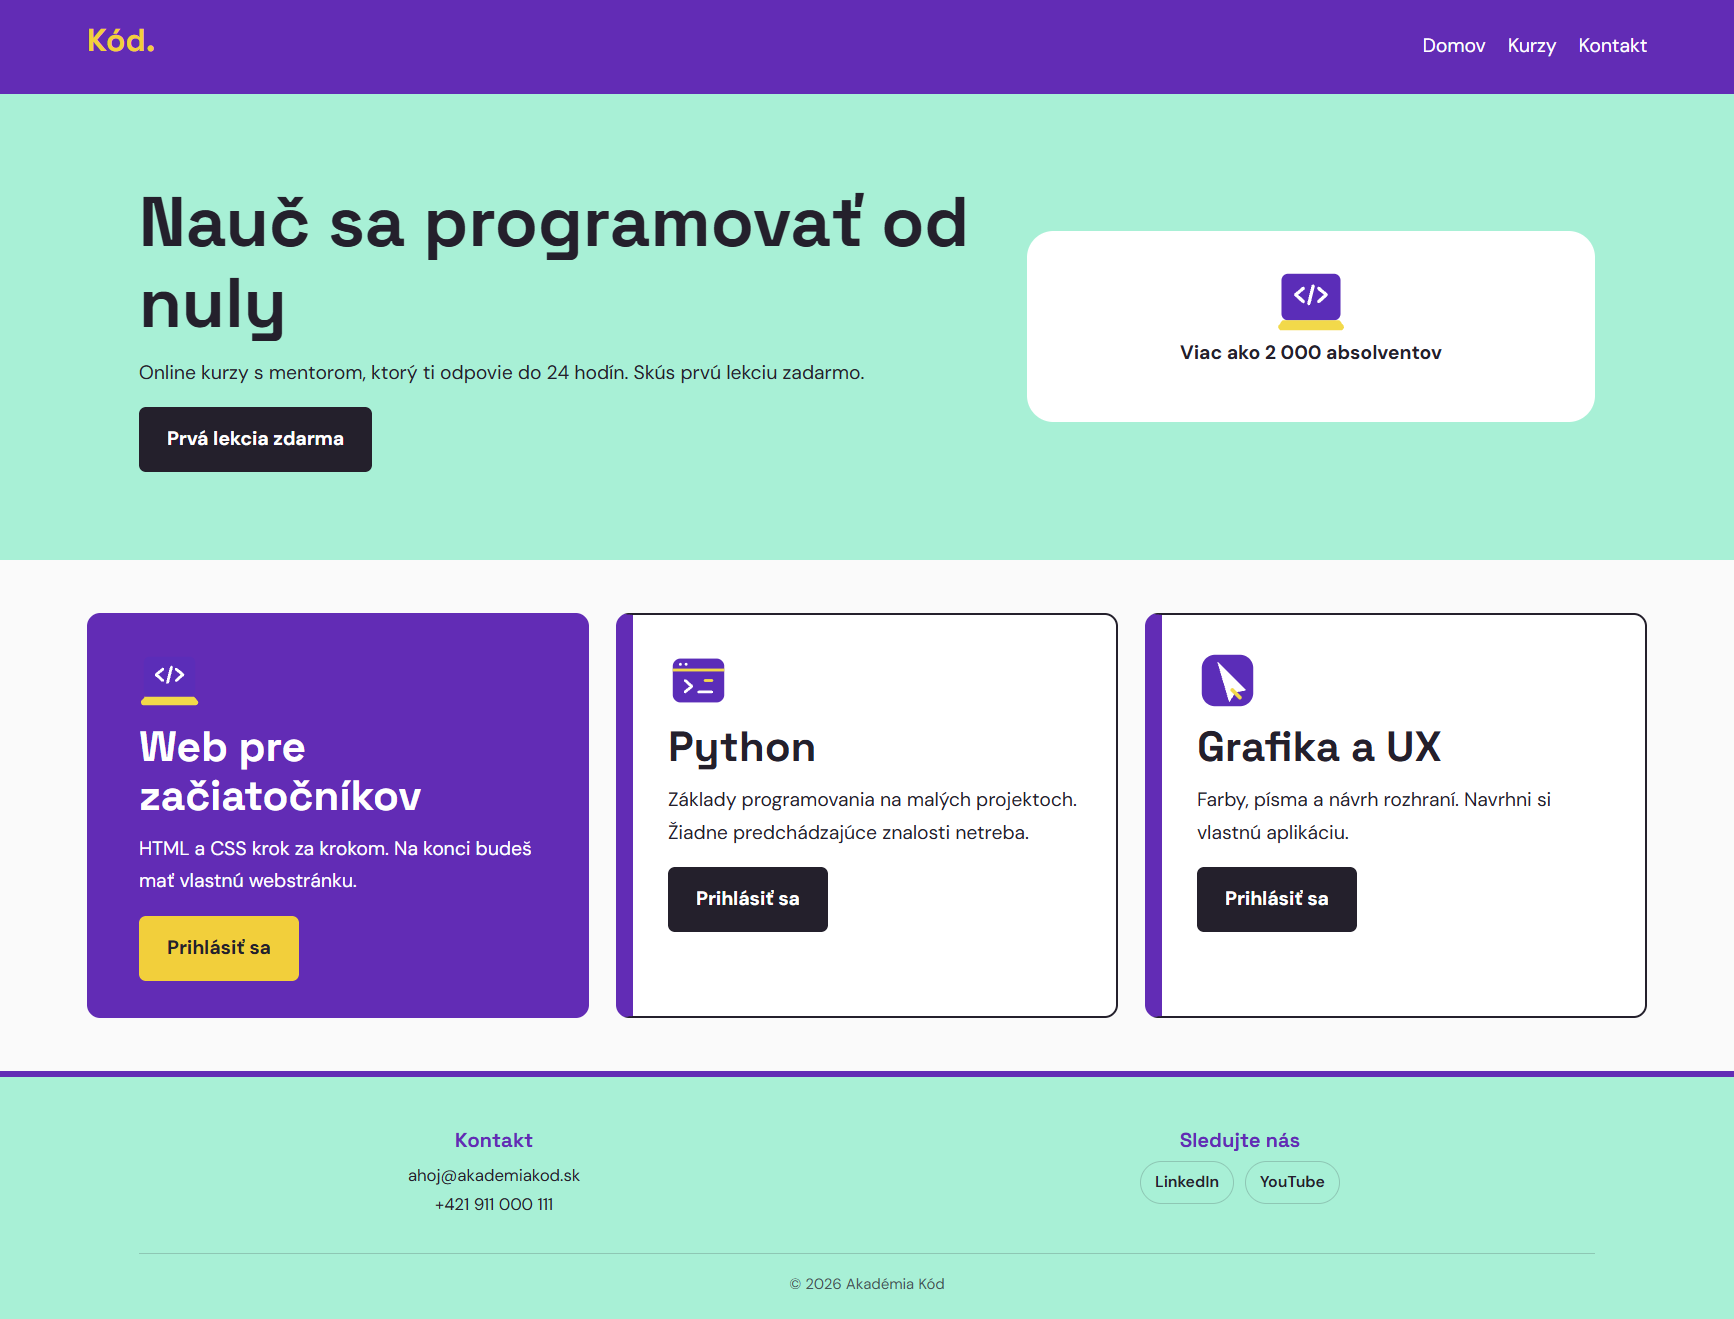 Kód.
Domov Kurzy Kontakt
Nauč sa programovať od
nuly
Online kurzy s mentorom, ktorý ti odpovie do 24 hodín. Skús prvú lekciu zadarmo.
Prvá lekcia zdarma
</>
Viac ako 2 000 absolventov
</>
Web pre
začiatočníkov
HTML a CSS krok za krokom. Na konci budeš
mať vlastnú webstránku.
Prihlásiť sa
Python
Základy programovania na malých projektoch.
Žiadne predchádzajúce znalosti netreba.
Prihlásiť sa
Grafika a UX
Farby, písma a návrh rozhraní. Navrhni si
vlastnú aplikáciu.
Prihlásiť sa
Kontakt
ahoj@akademiakod.sk
+421 911 000 111
Sledujte nás
LinkedIn YouTube
© 2026 Akadémia Kód